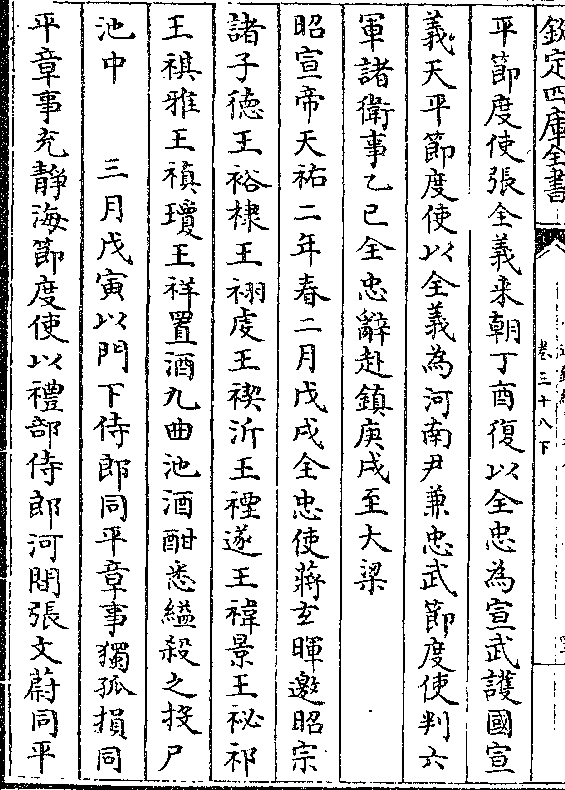 欽定四庫全書
卷三十八下
平節度使張全義来朝丁酉復以全忠為宣武護國宣
義天平節度使以全義為河南尹兼忠武節度使判六
軍諸衛事乙巳全忠辭赴鎮庚戌至大梁
昭宣帝天祐二年春二月戊戌全忠使蔣玄暉邀昭宗
諸子徳王裕棣王祤䖍王禊沂王禋遂王禕景王祕祁
王祺雅王禛瓊王祥置酒九曲池酒酣悉縊殺之投尸
池中 三月戊寅以門下侍郎同平章事獨孤損同
平章事充静海節度使以禮部侍郎河間張文蔚同平